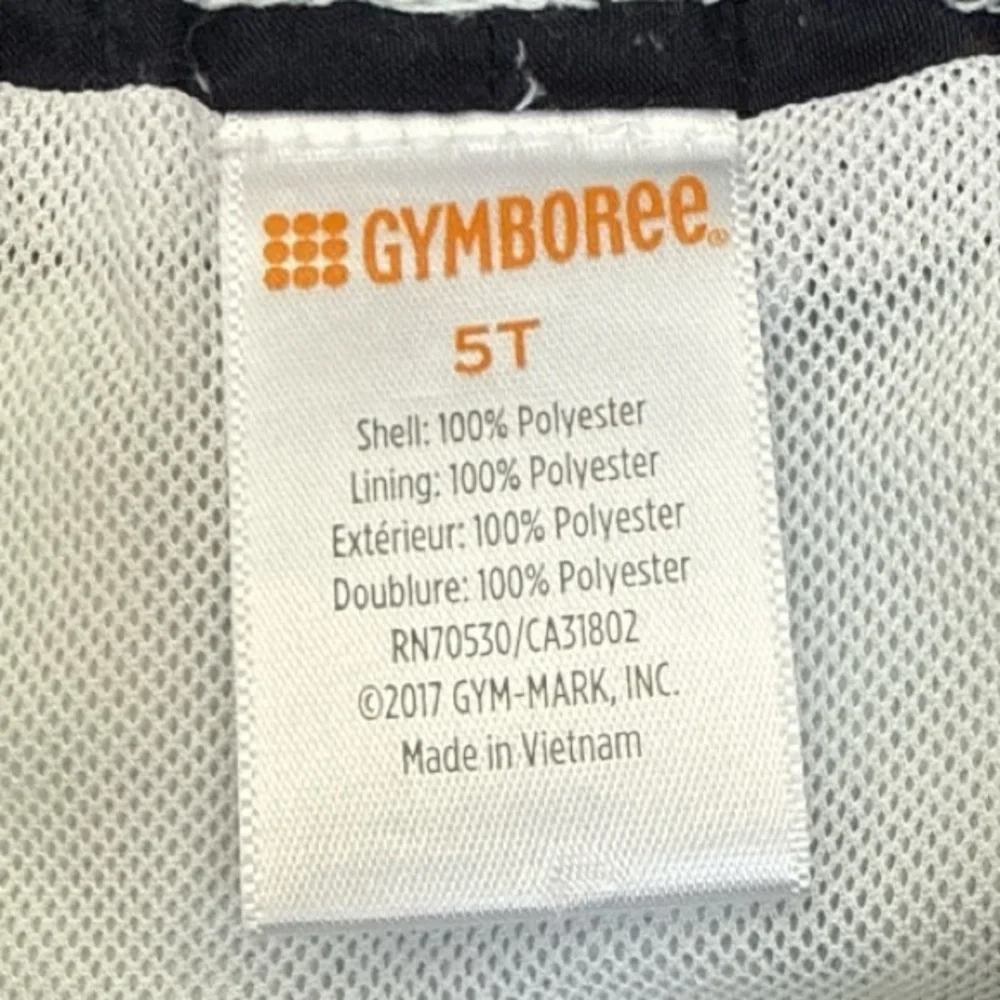 GYMBOREE®
5T
Shell: 100% Polyester
Lining: 100% Polyester
Extérieur: 100% Polyester
Doublure: 100% Polyester
RN70530/CA31802
©2017 GYM-MARK, INC.
Made in Vietnam